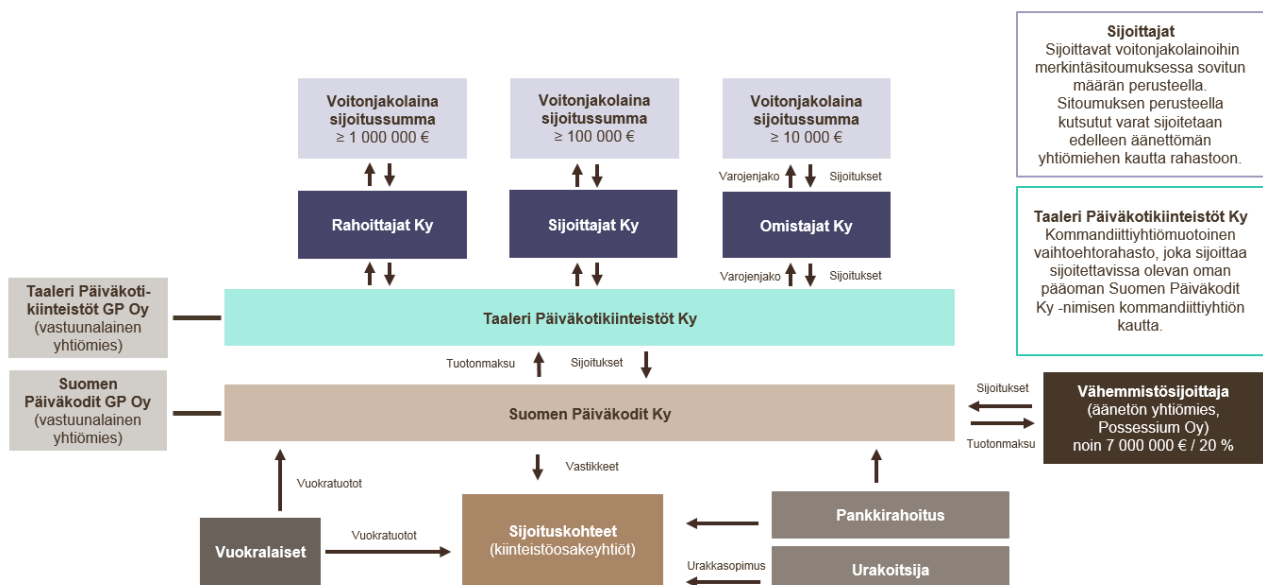 Voitonjakolaina
sijoitussumma
≥ 1 000 000 €
Voitonjakolaina
sijoitussumma
≥ 100 000 €
Voitonjakolaina
sijoitussumma
≥ 10 000 €
Sijoittajat
Sijoittavat voitonjakolainoihin
merkintäsitoumuksessa sovitun
määrän perusteella.
Sitoumuksen perusteella
kutsutut varat sijoitetaan
edelleen äänettömän
yhtiömiehen kautta rahastoon.
Varojenjako
Sijoitukset
Rahoittajat Ky
Sijoittajat Ky
Omistajat Ky
Varojenjako
Sijoitukset
Taaleri Päiväkotikiinteistöt Ky
Kommandiittiyhtiömuotoinen
vaihtoehtorahasto, joka sijoittaa
sijoitettavissa olevan oman
pääoman Suomen Päiväkodit
Ky -nimisen kommandiittiyhtiön
kautta.
Taaleri Päiväkoti-
kiinteistöt GP Oy
(vastuunalainen
yhtiömies)
Taaleri Päiväkotikiinteistöt Ky
Tuotonmaksu
Sijoitukset
Suomen
Päiväkodit GP Oy
(vastuunalainen
yhtiömies)
Suomen Päiväkodit Ky
Sijoitukset
Tuotonmaksu
Vähemmistösijoittaja
(äänetön yhtiömies,
Possessium Oy)
noin 7 000 000 € / 20 %
Vuokratuotot
Vastikkeet
Vuokralaiset
Vuokratuotot
Sijoituskohteet
(kiinteistöosakeyhtiöt)
Pankkirahoitus
Urakkasopimus
Urakoitsija